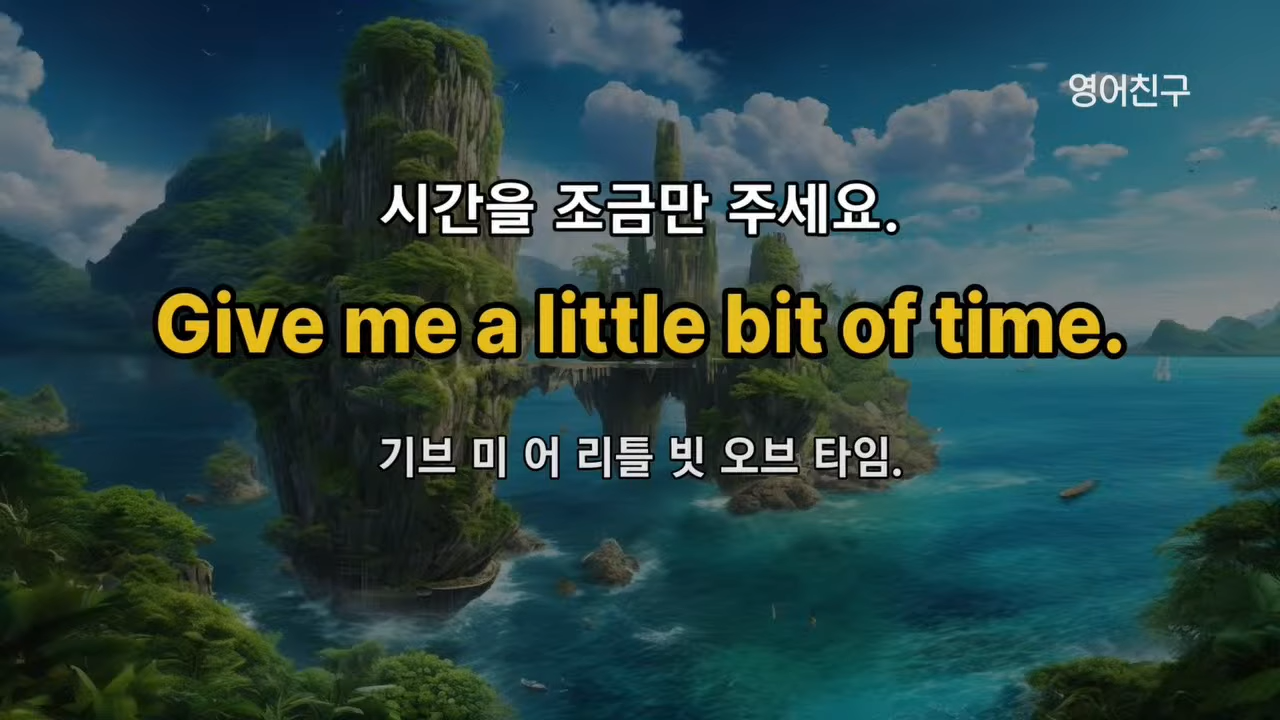 영어친구
시간을 조금만 주세요.
Give me a little bit of time.
기브 미 어 리틀 빗 오브 타임.